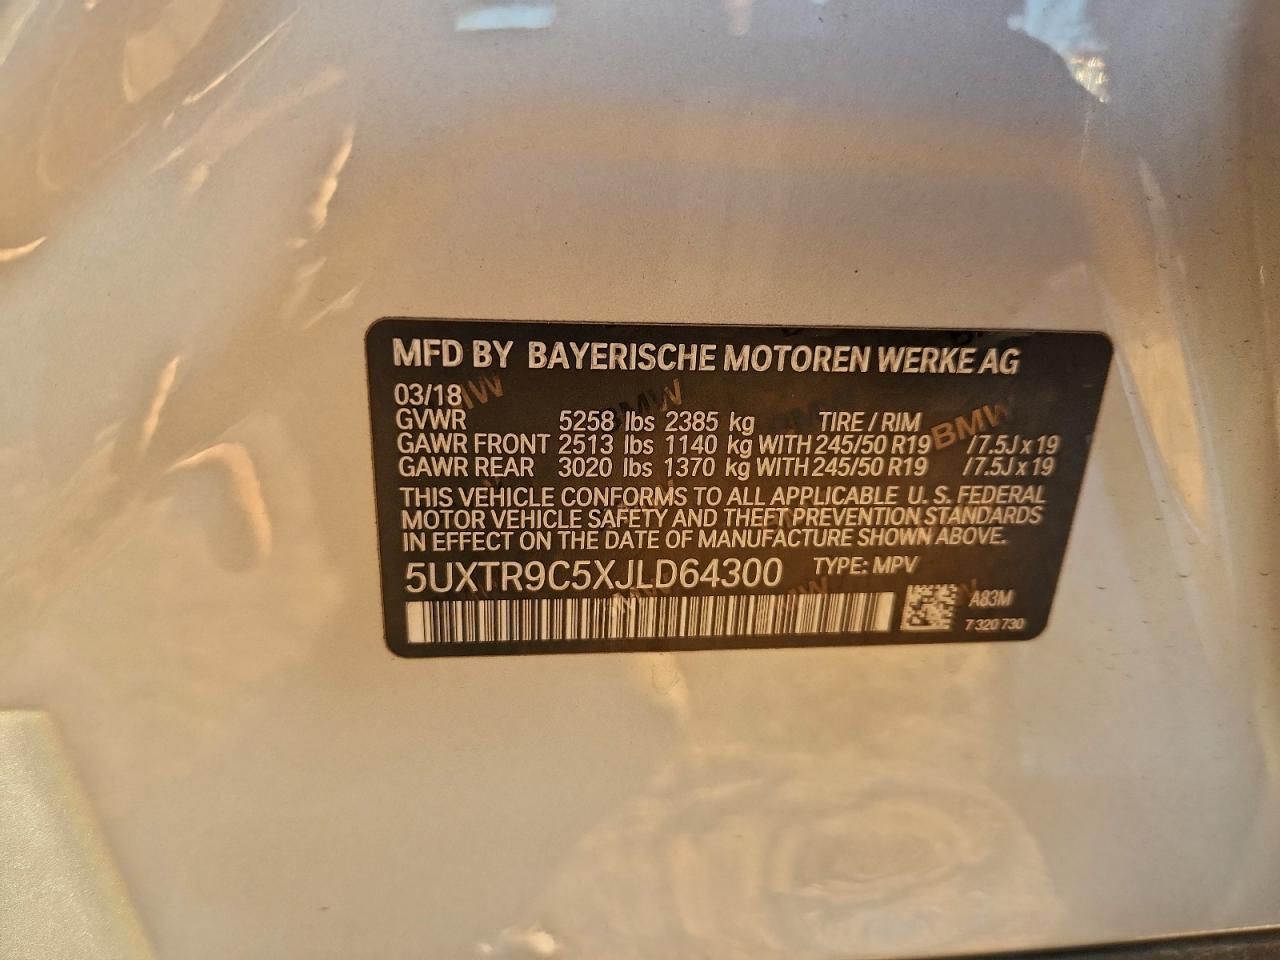 MFD BY BAYERISCHE MOTOREN WERKE AG
03/18
GVWR 5258 lbs 2385 kg TIRE / RIM
GAWR FRONT 2513 lbs 1140 kg WITH 245/50 R19 /7.5J x 19
GAWR REAR 3020 lbs 1370 kg WITH 245/50 R19 /7.5J x 19
THIS VEHICLE CONFORMS TO ALL APPLICABLE U. S. FEDERAL
MOTOR VEHICLE SAFETY AND THEFT PREVENTION STANDARDS
IN EFFECT ON THE DATE OF MANUFACTURE SHOWN ABOVE.
5UXTR9C5XJLD64300 TYPE: MPV
A83M
7 320 730